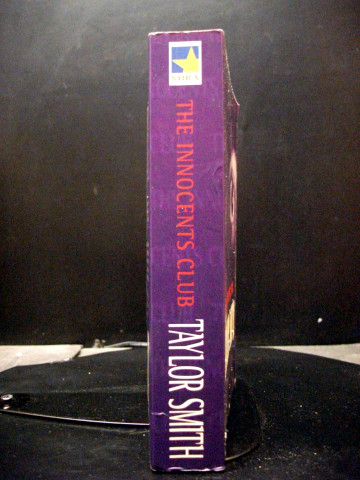 MIRA
THE INNOCENTS CLUB
TAYLOR SMITH